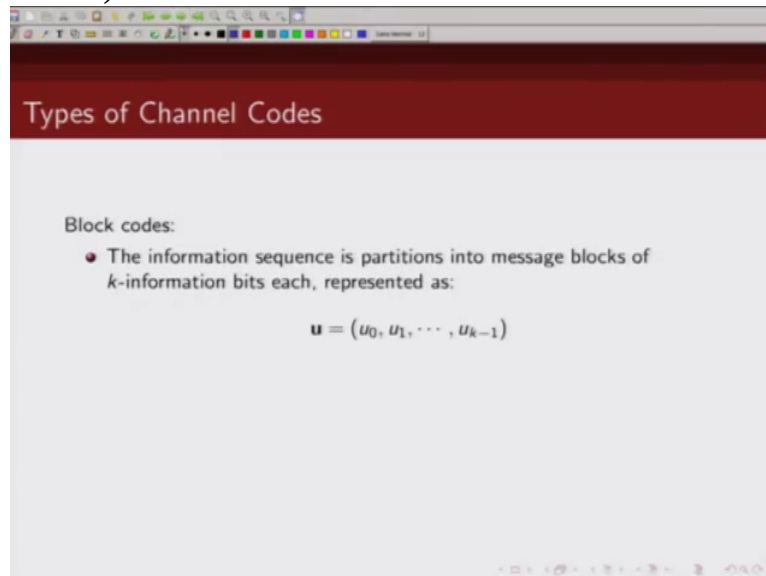 Types of Channel Codes
Block codes:
• The information sequence is partitions into message blocks of
k-information bits each, represented as:
u = (u₀, u₁, ⋯ , uₖ₋₁)